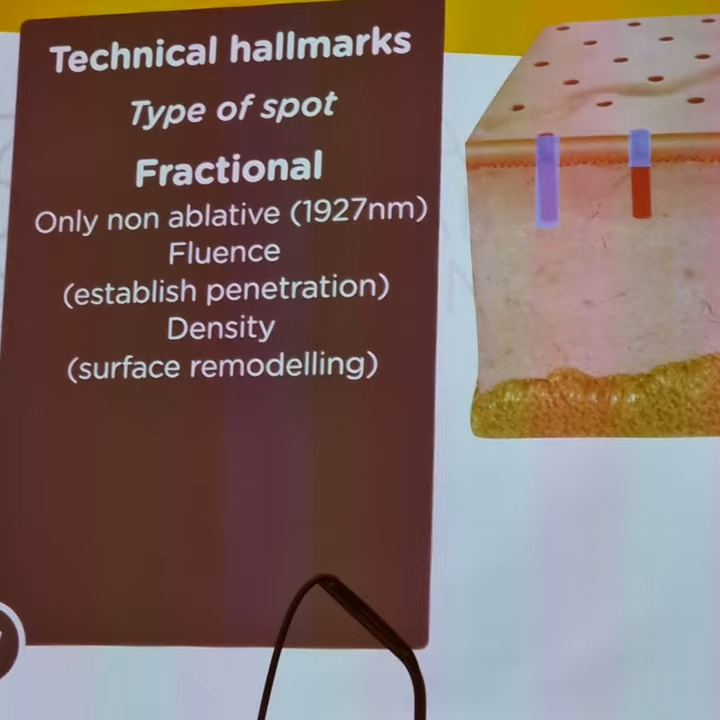 Technical hallmarks
Type of spot
Fractional
Only non ablative (1927nm)
Fluence
(establish penetration)
Density
(surface remodelling)